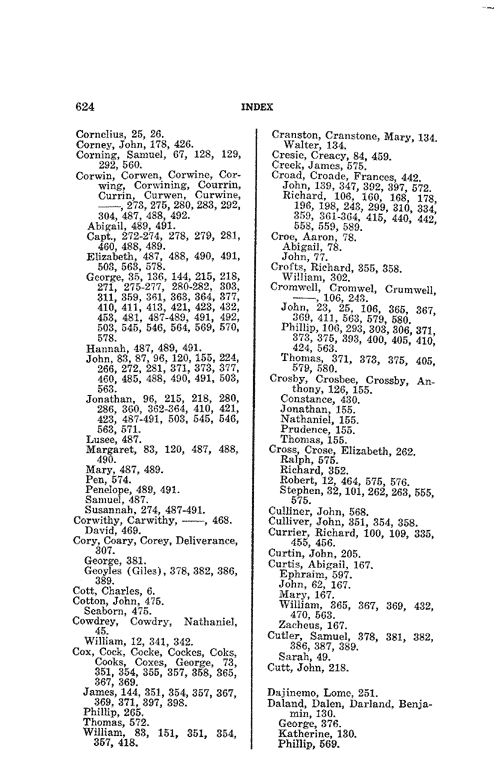 624
INDEX
Cornelius, 25, 26.
Corney, John, 178, 426.
Corning, Samuel, 67, 128, 129,
292, 560.
Corwin, Corwen, Corwine, Cor-
wing, Corwining, Courrin,
Currin, Curwen, Curwine,
——, 273, 275, 280, 283, 292,
304, 487, 488, 492.
Abigail, 489, 491.
Capt., 272-274, 278, 279, 281,
460, 488, 489.
Elizabeth, 487, 488, 490, 491,
503, 563, 578.
George, 35, 136, 144, 215, 218,
271, 275-277, 280-282, 303,
311, 359, 361, 363, 364, 377,
410, 411, 413, 421, 423, 432,
453, 481, 487-489, 491, 492,
503, 545, 546, 564, 569, 570,
578.
Hannah, 487, 489, 491.
John, 83, 87, 96, 120, 155, 224,
266, 272, 281, 371, 373, 377,
460, 485, 488, 490, 491, 503,
563.
Jonathan, 96, 215, 218, 280,
286, 360, 362-364, 410, 421,
423, 487-491, 503, 545, 546,
563, 571.
Lusee, 487.
Margaret, 83, 120, 487, 488,
490.
Mary, 487, 489.
Pen, 574.
Penelope, 489, 491.
Samuel, 487.
Susannah, 274, 487-491.
Corwithy, Carwithy, ——, 468.
David, 469.
Cory, Coary, Corey, Deliverance,
307.
George, 381.
Geoyles (Giles), 378, 382, 386,
389.
Cott, Charles, 6.
Cotton, John, 475.
Seaborn, 475.
Cowdrey, Cowdry, Nathaniel,
45.
William, 12, 341, 342.
Cox, Cock, Cocke, Cockes, Coks,
Cooks, Coxes, George, 73,
351, 354, 355, 357, 358, 365,
367, 369.
James, 144, 351, 354, 357, 367,
369, 371, 397, 398.
Phillip, 265.
Thomas, 572.
William, 83, 151, 351, 354,
357, 418.
Cranston, Cranstone, Mary, 134.
Walter, 134.
Cresie, Creacy, 84, 459.
Creek, James, 575.
Croad, Croade, Frances, 442.
John, 139, 347, 392, 397, 572.
Richard, 106, 160, 168, 178,
196, 198, 243, 299, 310, 334,
359, 361-364, 415, 440, 442,
558, 559, 589.
Croe, Aaron, 78.
Abigail, 78.
John, 77.
Crofts, Richard, 355, 358.
William, 302.
Cromwell, Cromwel, Crumwell,
——, 106, 243.
John, 23, 25, 106, 365, 367,
369, 411, 563, 579, 580.
Phillip, 106, 293, 303, 306, 371,
373, 375, 393, 400, 405, 410,
424, 563.
Thomas, 371, 373, 375, 405,
579, 580.
Crosby, Crosbee, Crossby, An-
thony, 126, 155.
Constance, 430.
Jonathan, 155.
Nathaniel, 155.
Prudence, 155.
Thomas, 155.
Cross, Crose, Elizabeth, 262.
Ralph, 575.
Richard, 352.
Robert, 12, 464, 575, 576.
Stephen, 32, 101, 262, 263, 555,
575.
Culliner, John, 568.
Culliver, John, 351, 354, 358.
Currier, Richard, 100, 109, 335,
455, 456.
Curtin, John, 205.
Curtis, Abigail, 167.
Ephraim, 597.
John, 62, 167.
Mary, 167.
William, 365, 367, 369, 432,
470, 563.
Zacheus, 167.
Cutler, Samuel, 378, 381, 382,
386, 387, 389.
Sarah, 49.
Cutt, John, 218.
Dajinemo, Lome, 251.
Daland, Dalen, Darland, Benja-
min, 130.
George, 376.
Katherine, 130.
Phillip, 569.